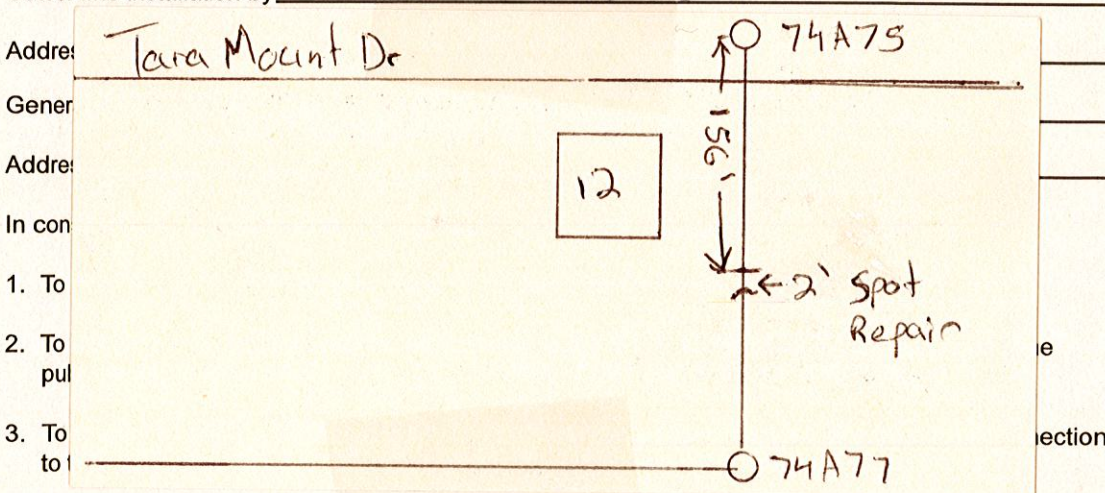 Tara Mount Dr
74A75
156'
12
2' Spot
Repair
74A77
Addres
Gener
Addres
In con
1. To
2. To
pul
e
3. To
nection
to t